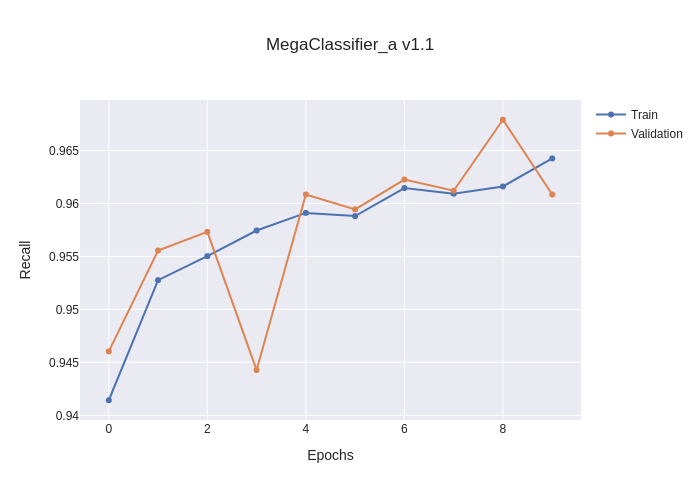 MegaClassifier_a v1.1
Train
Validation
0.965
0.96
0.955
0.95
0.945
0.94
Recall
0 2 4 6 8
Epochs